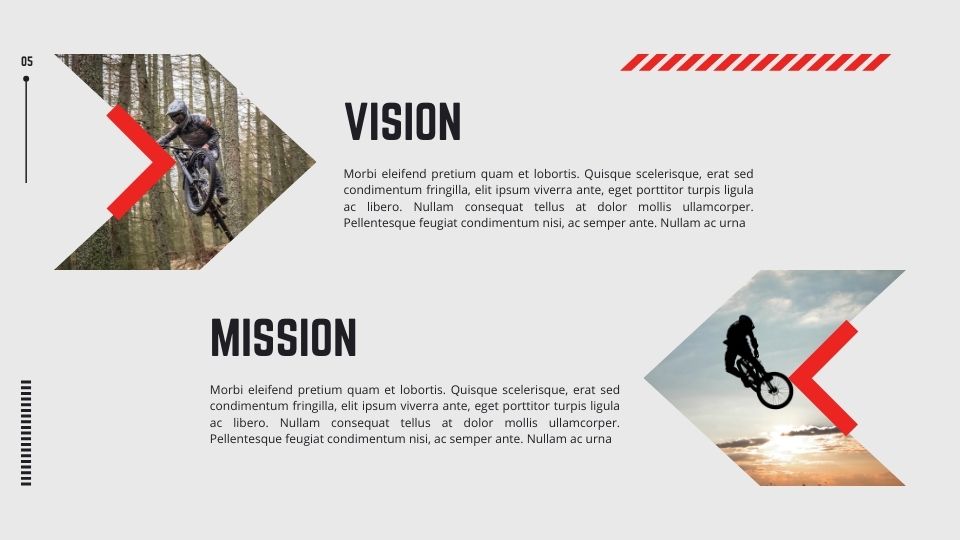 05
VISION
Morbi eleifend pretium quam et lobortis. Quisque scelerisque, erat sed
condimentum fringilla, elit ipsum viverra ante, eget porttitor turpis ligula
ac libero. Nullam consequat tellus at dolor mollis ullamcorper.
Pellentesque feugiat condimentum nisi, ac semper ante. Nullam ac urna
MISSION
Morbi eleifend pretium quam et lobortis. Quisque scelerisque, erat sed
condimentum fringilla, elit ipsum viverra ante, eget porttitor turpis ligula
ac libero. Nullam consequat tellus at dolor mollis ullamcorper.
Pellentesque feugiat condimentum nisi, ac semper ante. Nullam ac urna